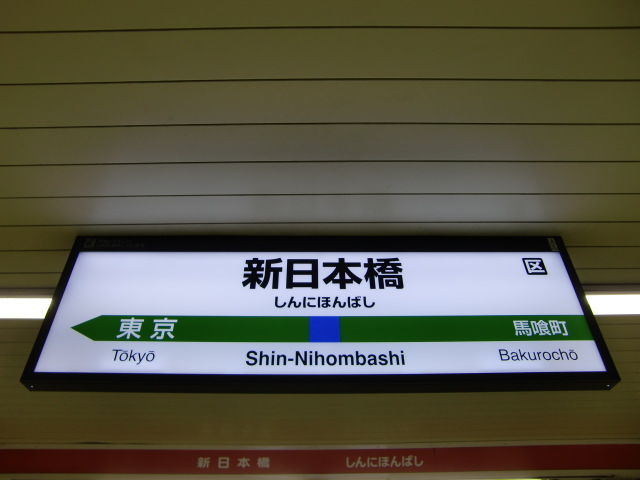 新日本橋
区
しんにほんばし
東京
馬喰町
Tōkyō
Shin-Nihombashi
Bakurochō
新日本橋 しんにほんばし